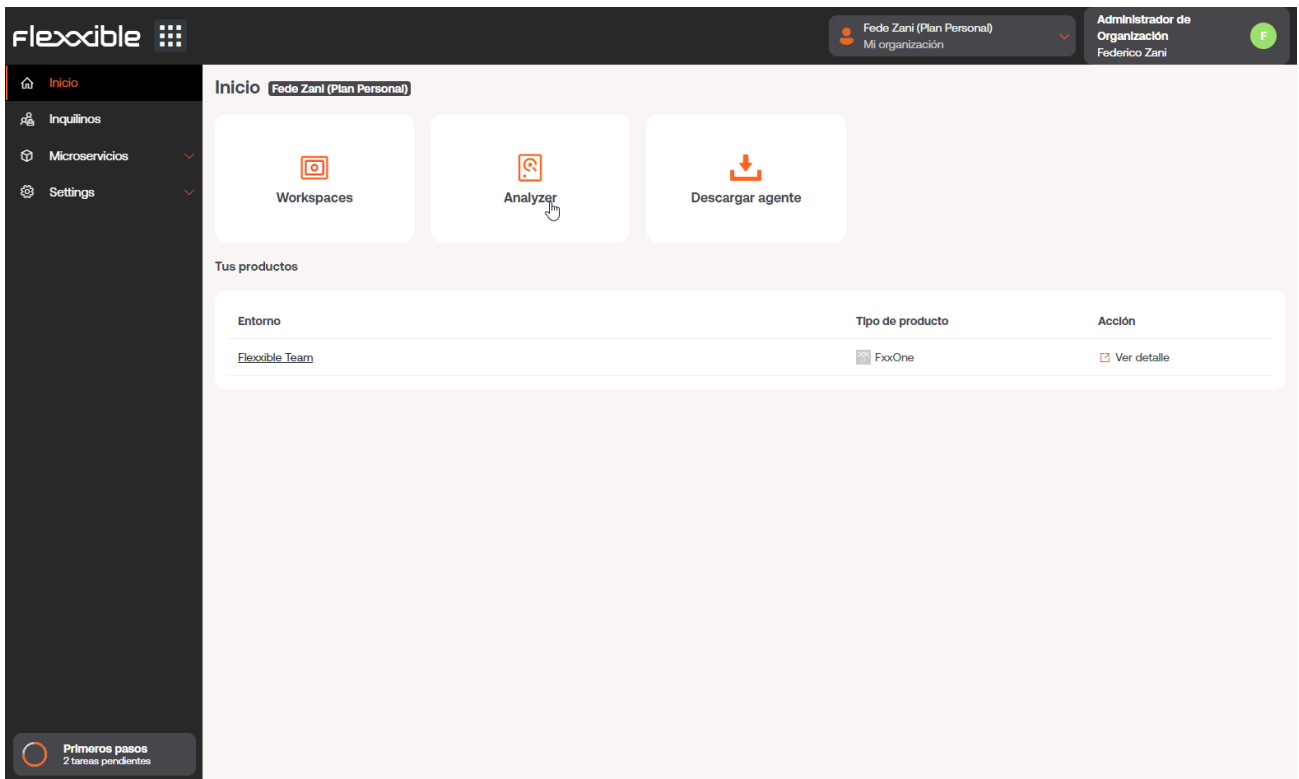 Flexxible
Fede Zani (Plan Personal)
Mi organización
Administrador de
Organización
Federico Zani
F
Inicio
Inquilinos
Microservicios
Settings
Inicio Fede Zani (Plan Personal)
Workspaces
Analyzer
Descargar agente
Tus productos
Entorno Tipo de producto Acción
Flexxible Team FxxOne Ver detalle
Primeros pasos
2 tareas pendientes